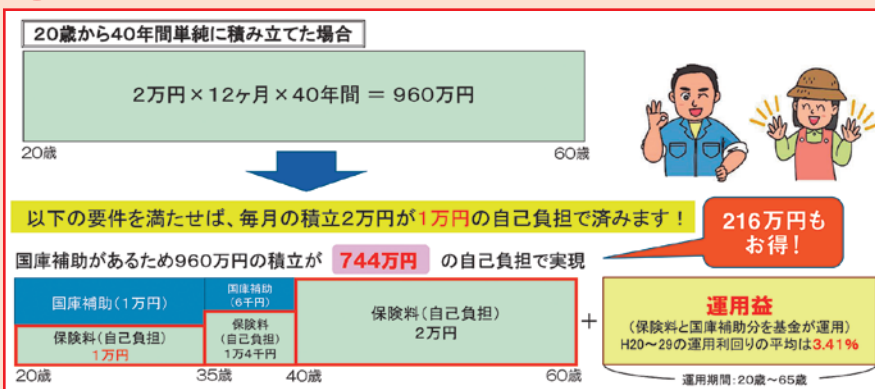 20歳から40年間単純に積み立てた場合
2万円×12ヶ月×40年間 = 960万円
20歳
60歳
以下の要件を満たせば、毎月の積立2万円が1万円の自己負担で済みます！
216万円も
お得！
国庫補助があるため960万円の積立が 744万円 の自己負担で実現
国庫補助(1万円)
保険料(自己負担)
1万円
国庫補助
(6千円)
保険料
(自己負担)
1万4千円
保険料(自己負担)
2万円
+
運用益
(保険料と国庫補助分を基金が運用)
H20～29の運用利回りの平均は3.41%
20歳
35歳
40歳
60歳
運用期間:20歳～65歳